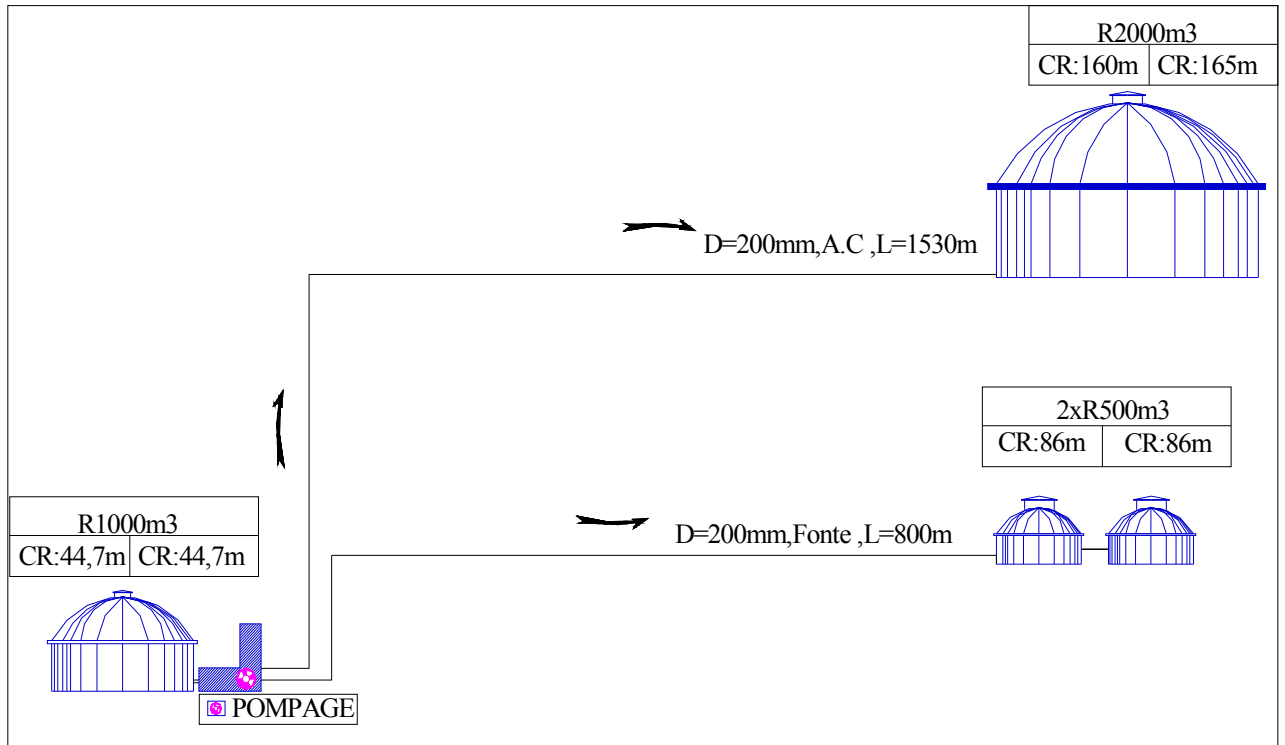 R2000m3
CR:160m CR:165m
D=200mm,A.C ,L=1530m
2xR500m3
CR:86m CR:86m
R1000m3
CR:44,7m CR:44,7m
D=200mm,Fonte ,L=800m
POMPAGE